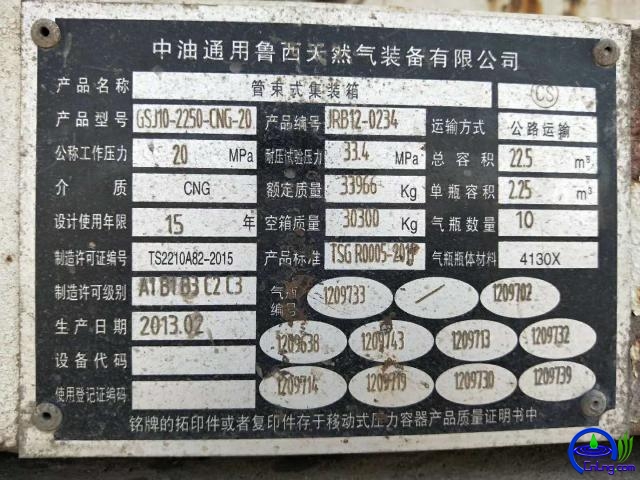 中油通用鲁西天然气装备有限公司
产品名称 管束式集装箱 CS
产品型号 GSJ10-2250-CNG-20 产品编号 JRB12-0234 运输方式 公路运输
公称工作压力 20 MPa 耐压试验压力 33.4 MPa 总容积 22.5 m³
介质 CNG 额定质量 33966 Kg 单瓶容积 2.25 m³
设计使用年限 15 年 空箱质量 30300 Kg 气瓶数量 10
制造许可证编号 TS2210A82-2015 产品标准 TSG R0005-2011 气瓶瓶体材料 4130X
制造许可级别 A1 B1 B3 C2 C3 气瓶编号 1209733 / 1209702
生产日期 2013.02 1209638 1209743 1209713 1209732
设备代码
使用登记证编码 1209714 1209719 1209730 1209739
铭牌的拓印件或者复印件存于移动式压力容器产品质量证明书中
Cnlng.com